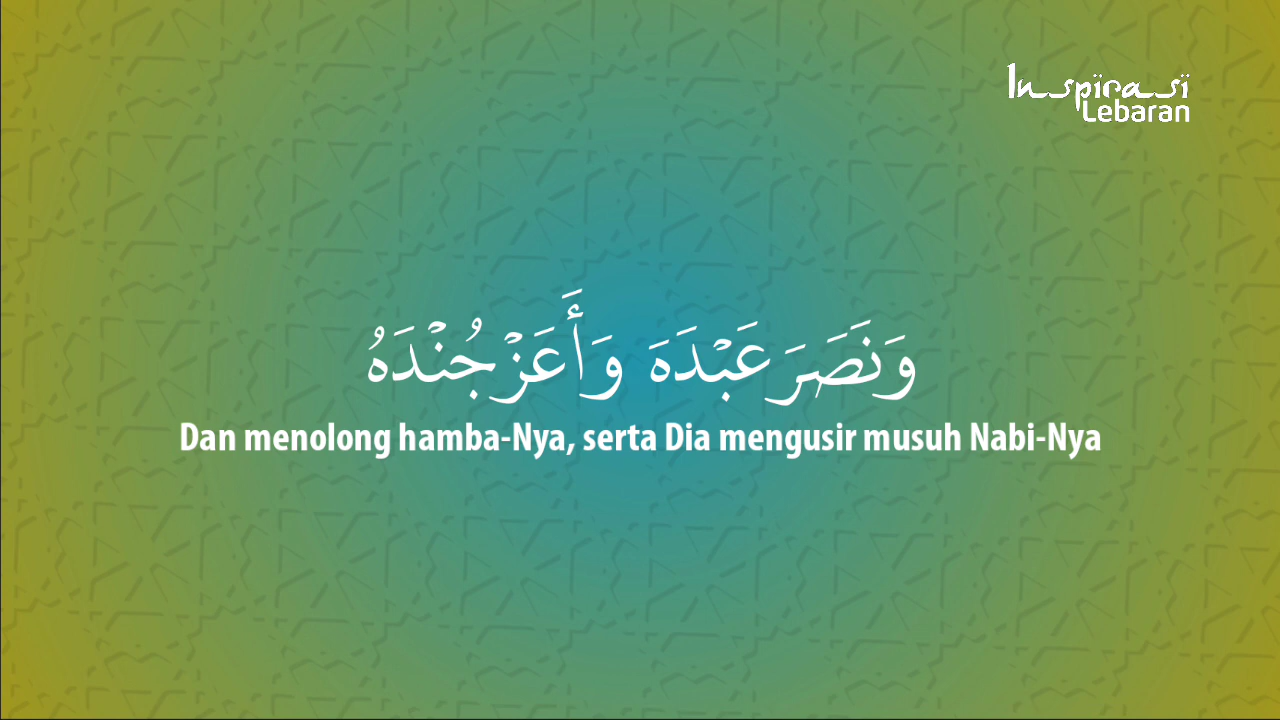 Inspirasi
Lebaran
وَنَصَرَ عَبْدَهَ وَأَعَزْ جُنْدَهُ
Dan menolong hamba-Nya, serta Dia mengusir musuh Nabi-Nya